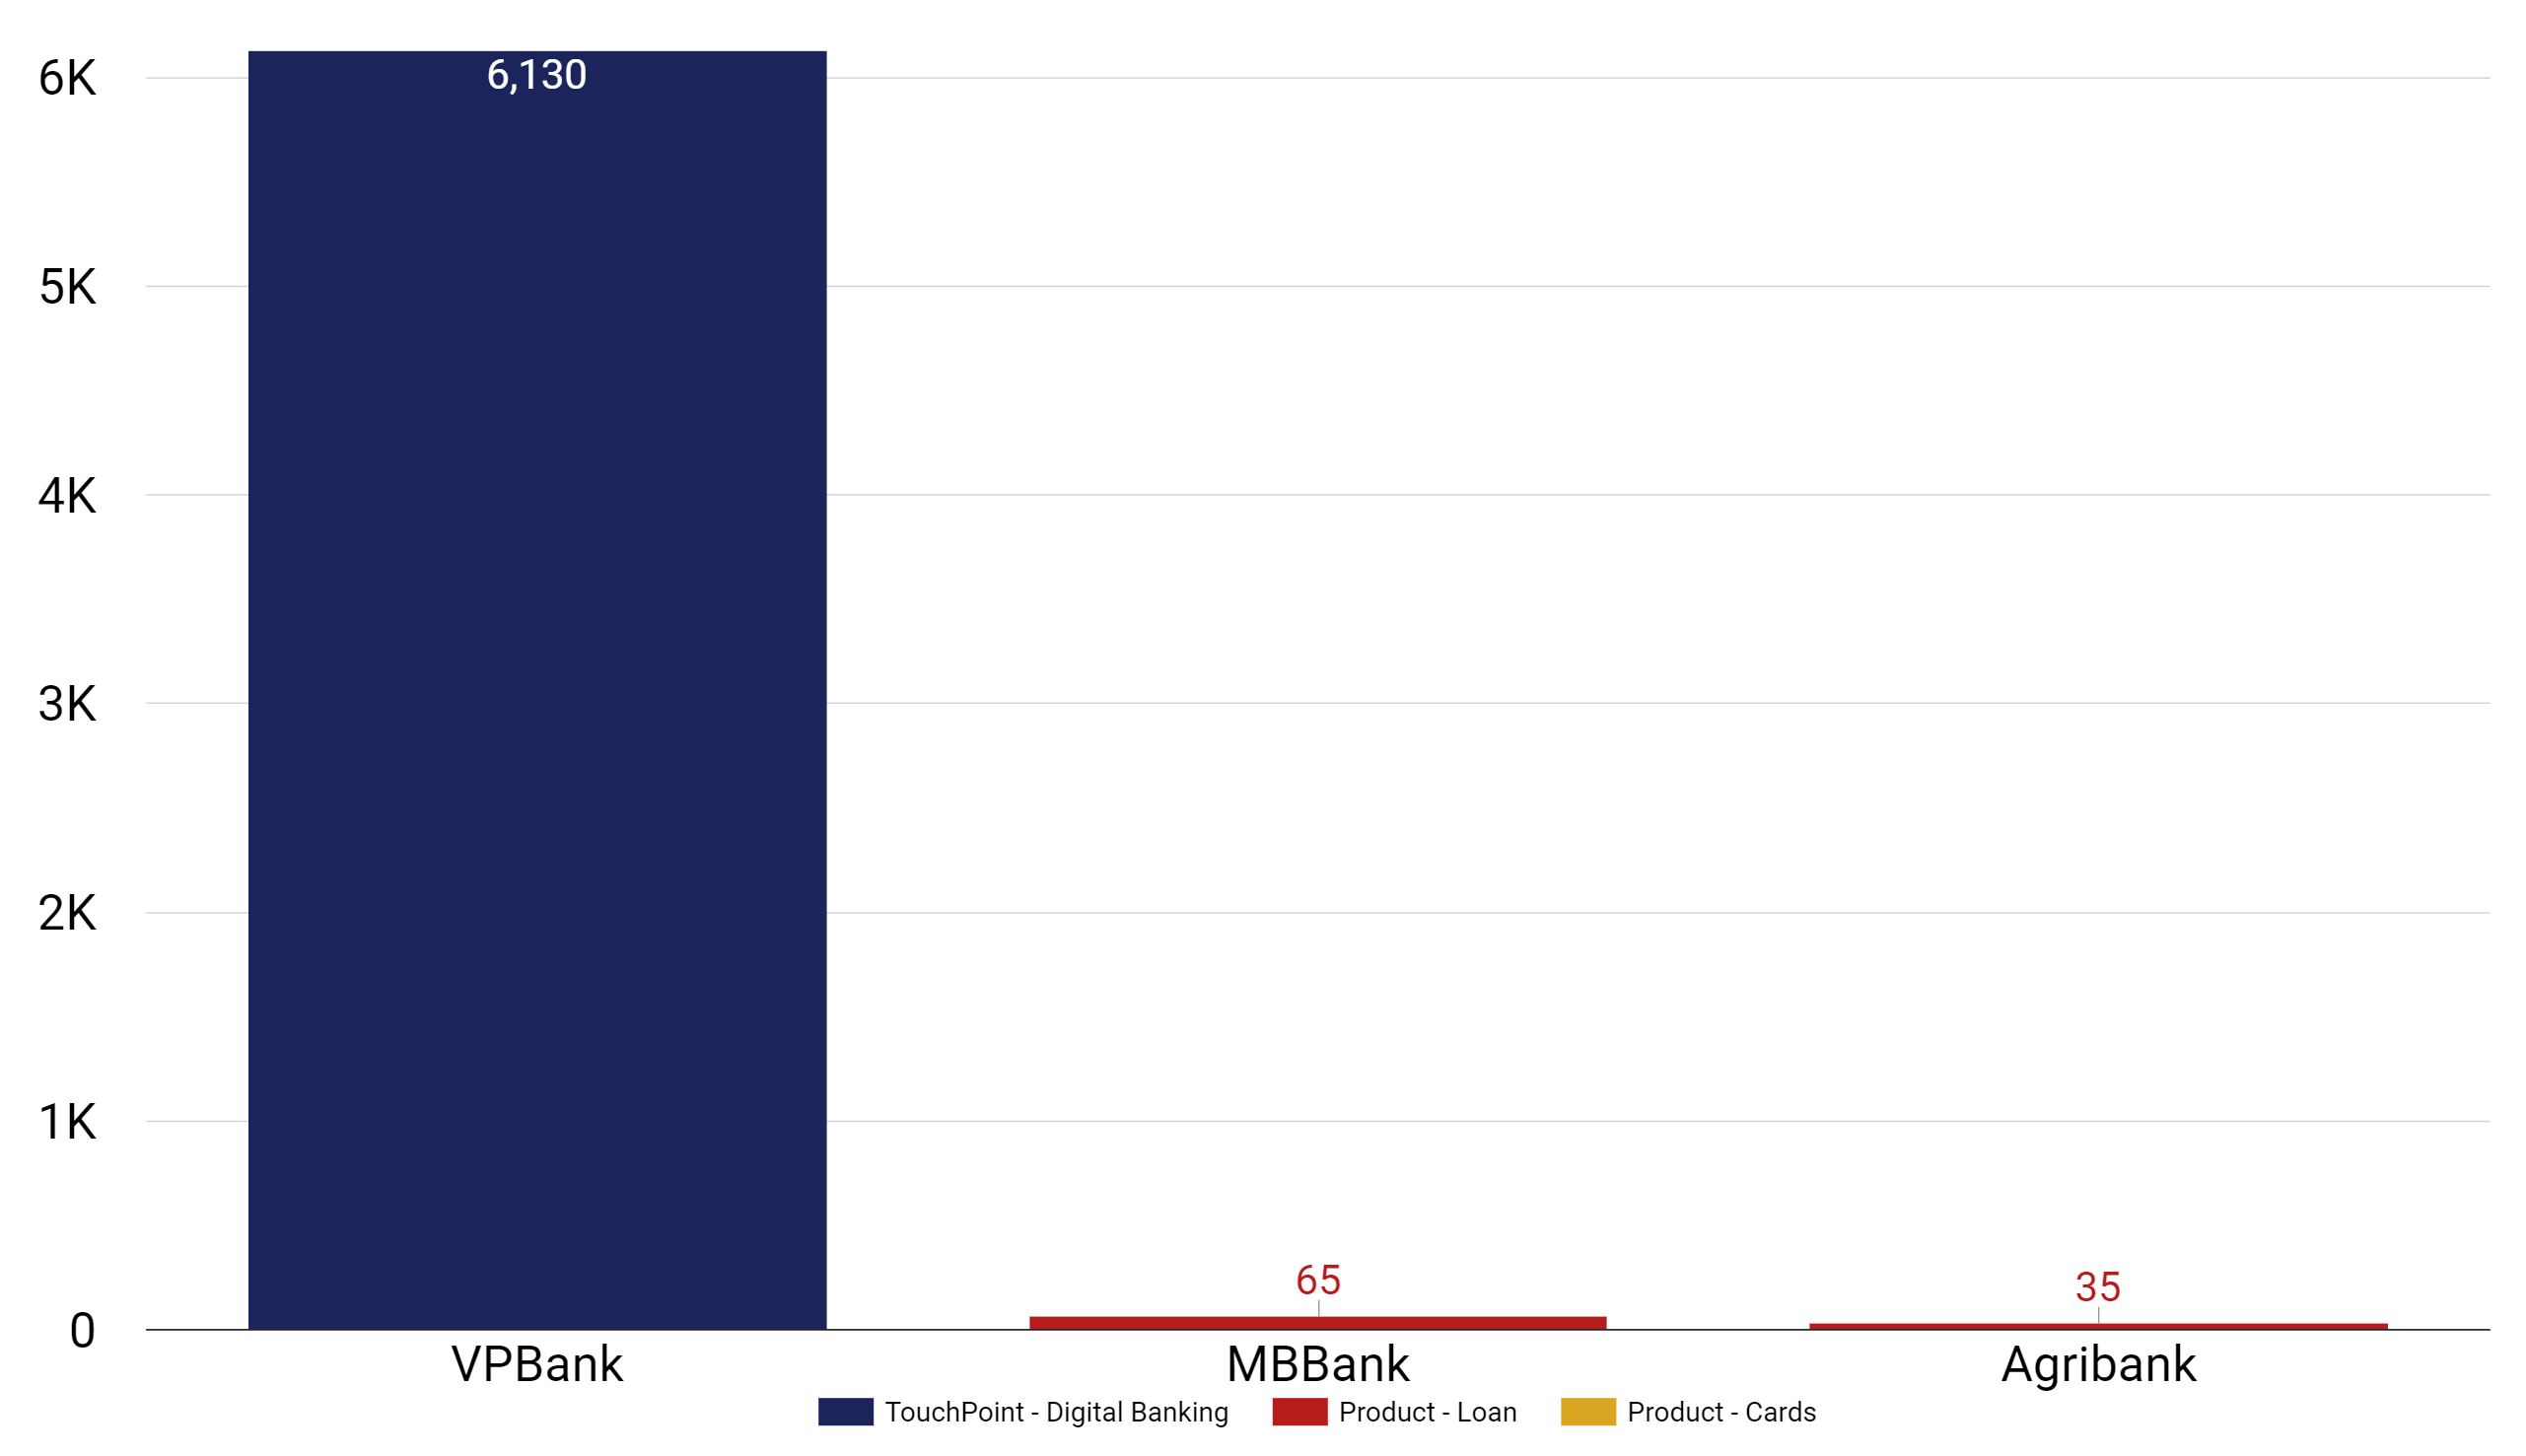 6K
6,130
5K
4K
3K
2K
1K
65
35
0
VPBank MBBank Agribank
TouchPoint - Digital Banking Product - Loan Product - Cards